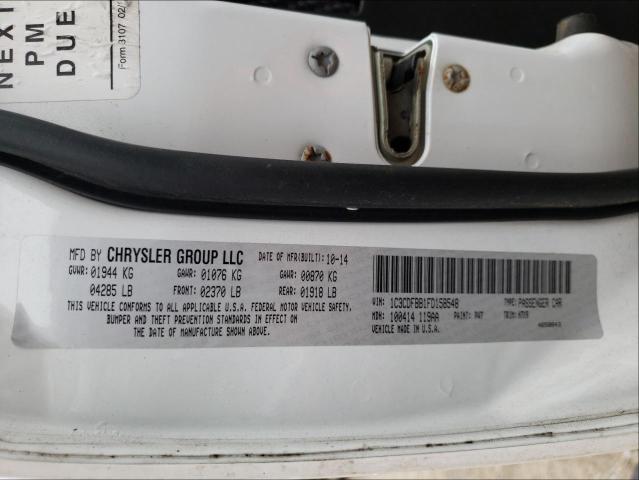 NEXT
PM
DUE
Form 3107 02/
MFD BY CHRYSLER GROUP LLC DATE OF MFR(BUILT): 10-14
GVWR: 01944 KG GAWR: 01076 KG GAWR: 00870 KG
04285 LB FRONT: 02370 LB REAR: 01918 LB
THIS VEHICLE CONFORMS TO ALL APPLICABLE U.S.A. FEDERAL MOTOR VEHICLE SAFETY,
BUMPER AND THEFT PREVENTION STANDARDS IN EFFECT ON
THE DATE OF MANUFACTURE SHOWN ABOVE.
VIN: 1C3CDFBB1FD158548 TYPE: PASSENGER CAR
MDH: 100414 119AA PAINT: PW7 TRIM:
VEHICLE MADE IN U.S.A.